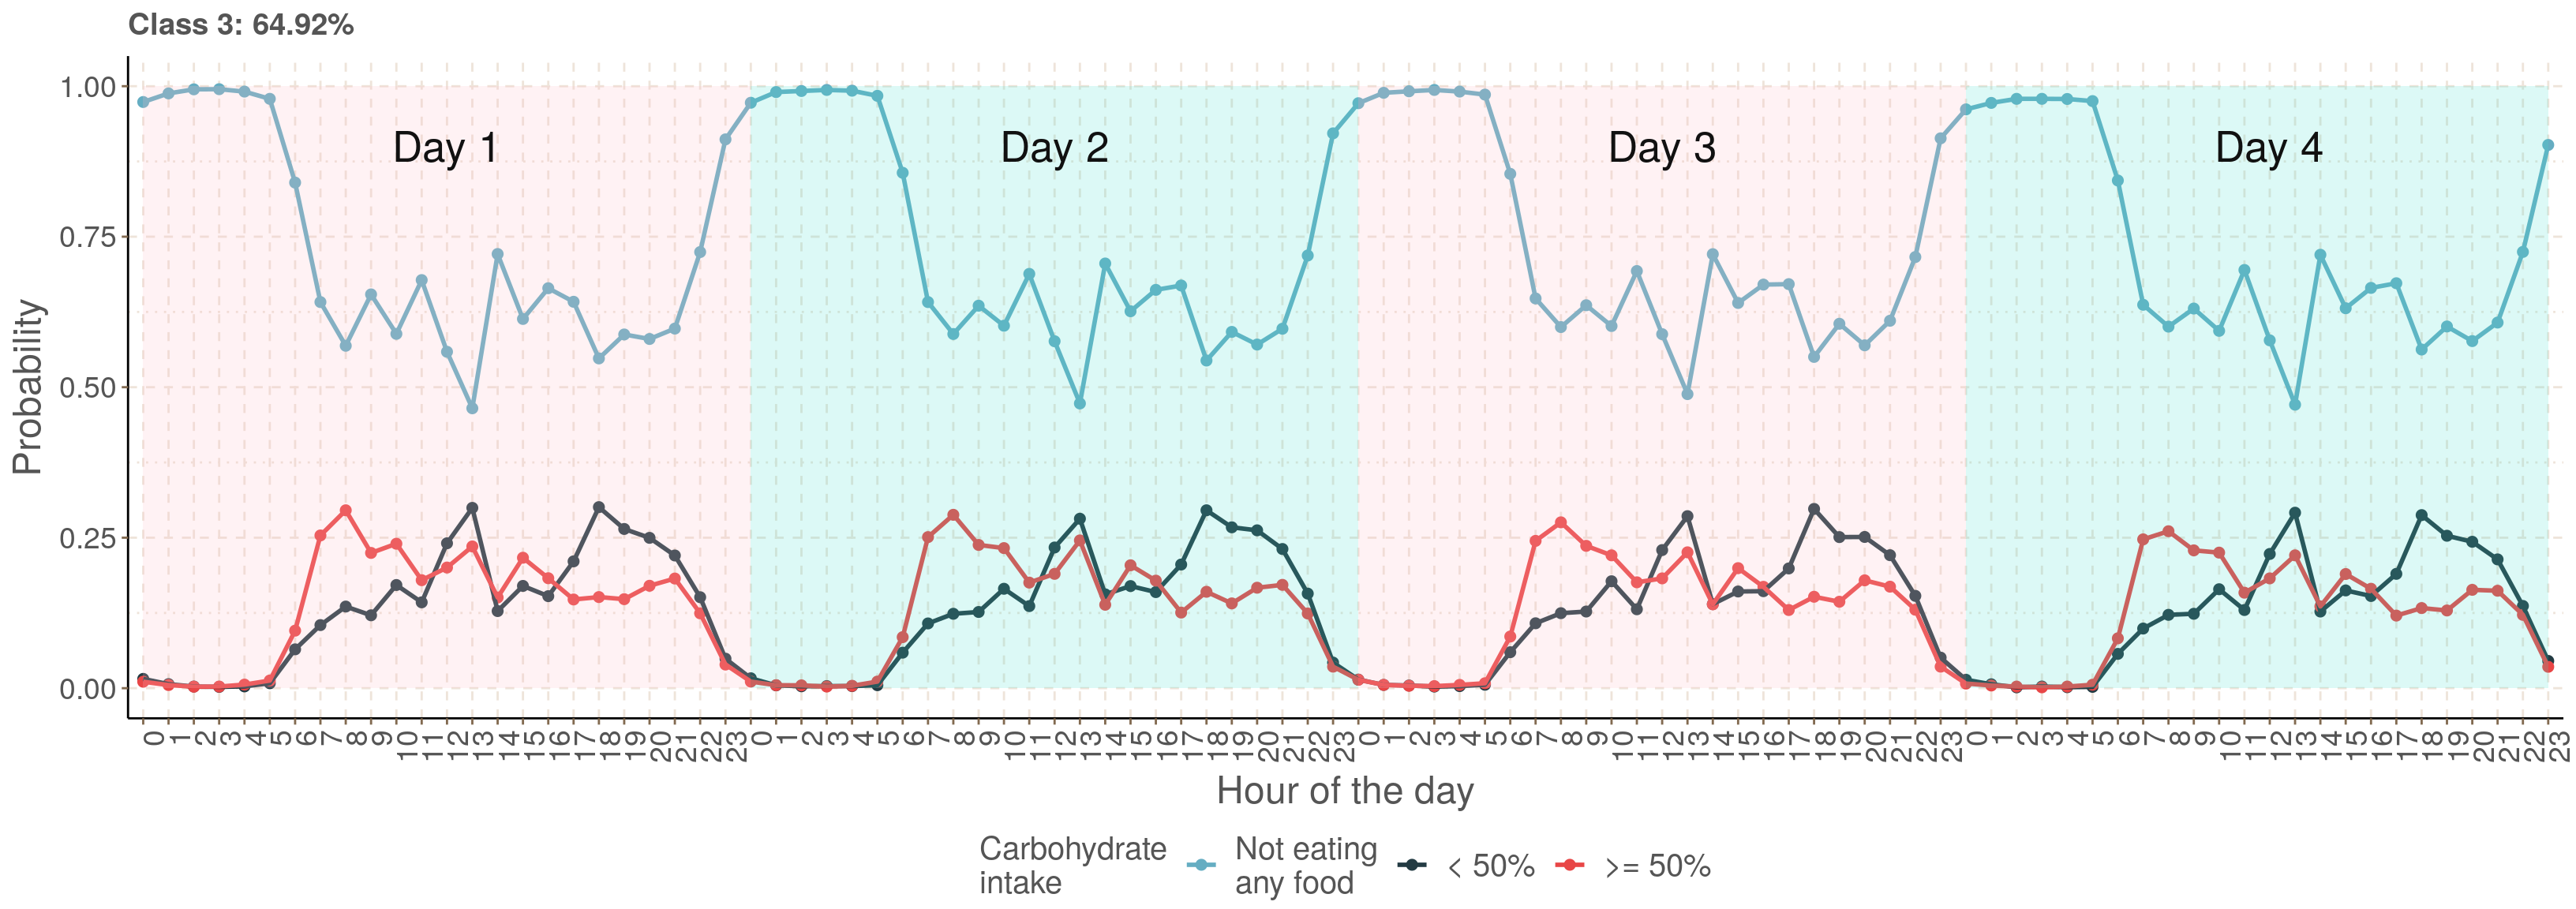 Class 3: 64.92%
1.00
0.75
0.50
0.25
0.00
Probability
Day 1
Day 2
Day 3
Day 4
0 1 2 3 4 5 6 7 8 9 10 11 12 13 14 15 16 17 18 19 20 21 22 23 0 1 2 3 4 5 6 7 8 9 10 11 12 13 14 15 16 17 18 19 20 21 22 23 0 1 2 3 4 5 6 7 8 9 10 11 12 13 14 15 16 17 18 19 20 21 22 23 0 1 2 3 4 5 6 7 8 9 10 11 12 13 14 15 16 17 18 19 20 21 22 23
Hour of the day
Carbohydrate
intake
Not eating
any food
< 50%
>= 50%